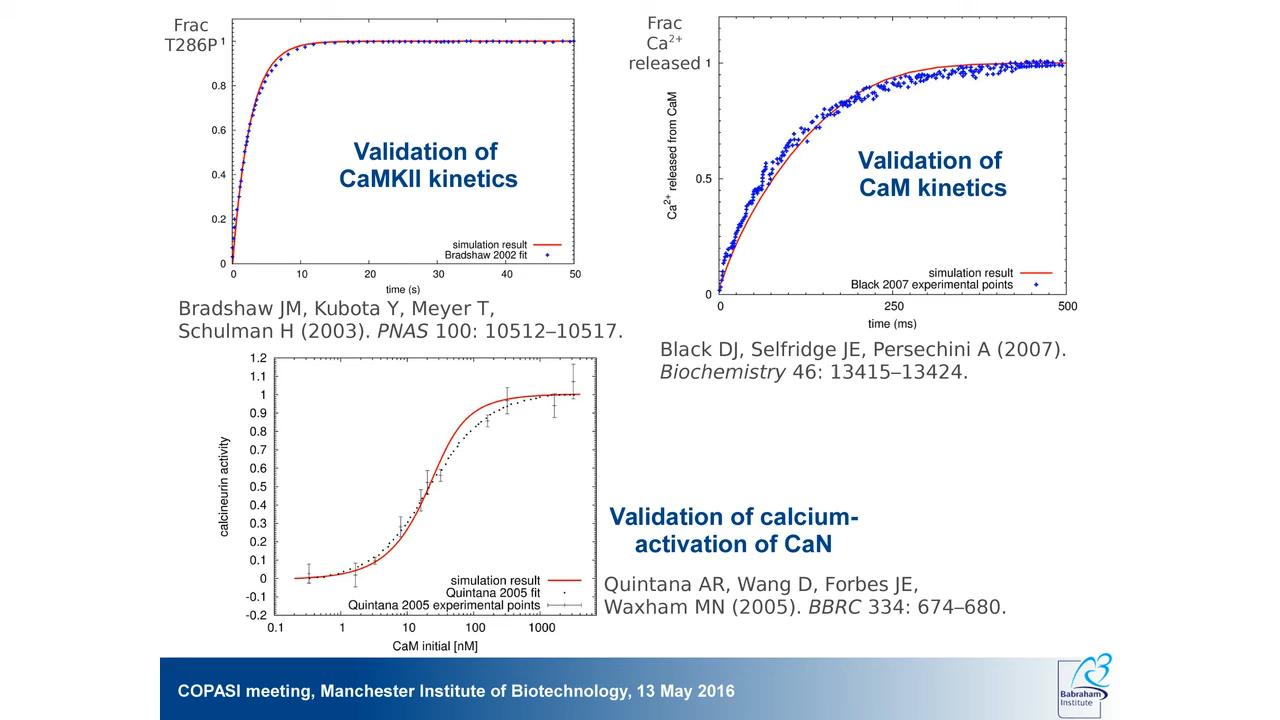 Frac
T286P
1
0.8
0.6
0.4
0.2
0
0 10 20 30 40 50
time (s)
Validation of
CaMKII kinetics
simulation result
Bradshaw 2002 fit
Bradshaw JM, Kubota Y, Meyer T,
Schulman H (2003). PNAS 100: 10512–10517.
Frac
Ca2+
released
1
0.5
0
Ca2+ released from CaM
0 250 500
time (ms)
Validation of
CaM kinetics
simulation result
Black 2007 experimental points
Black DJ, Selfridge JE, Persechini A (2007).
Biochemistry 46: 13415–13424.
1.2
1.1
1
0.9
0.8
0.7
0.6
0.5
0.4
0.3
0.2
0.1
0
-0.1
-0.2
calcineurin activity
0.1 1 10 100 1000
CaM initial [nM]
simulation result
Quintana 2005 fit
Quintana 2005 experimental points
Validation of calcium-
activation of CaN
Quintana AR, Wang D, Forbes JE,
Waxham MN (2005). BBRC 334: 674–680.
COPASI meeting, Manchester Institute of Biotechnology, 13 May 2016
Babraham
Institute